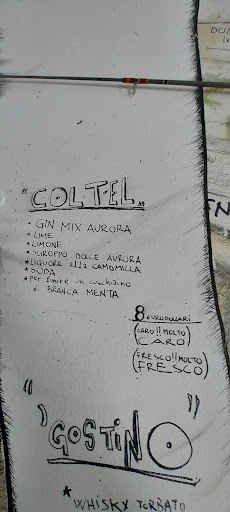 "COLTEL"
* GIN MIX AURORA
* LIME
* LIMONE
* SCIROPPO DOLCE AURORA
* LIQUORE alla CAMOMILLA
* SODA
* per finire un cucchiaino
di BRANCA MENTA
8 EURODOLLARI
(CARO!! MOLTO
CARO)
(FRESCO!! MOLTO
FRESCO)
"GOSTINO"
* WHISKY TORBATO